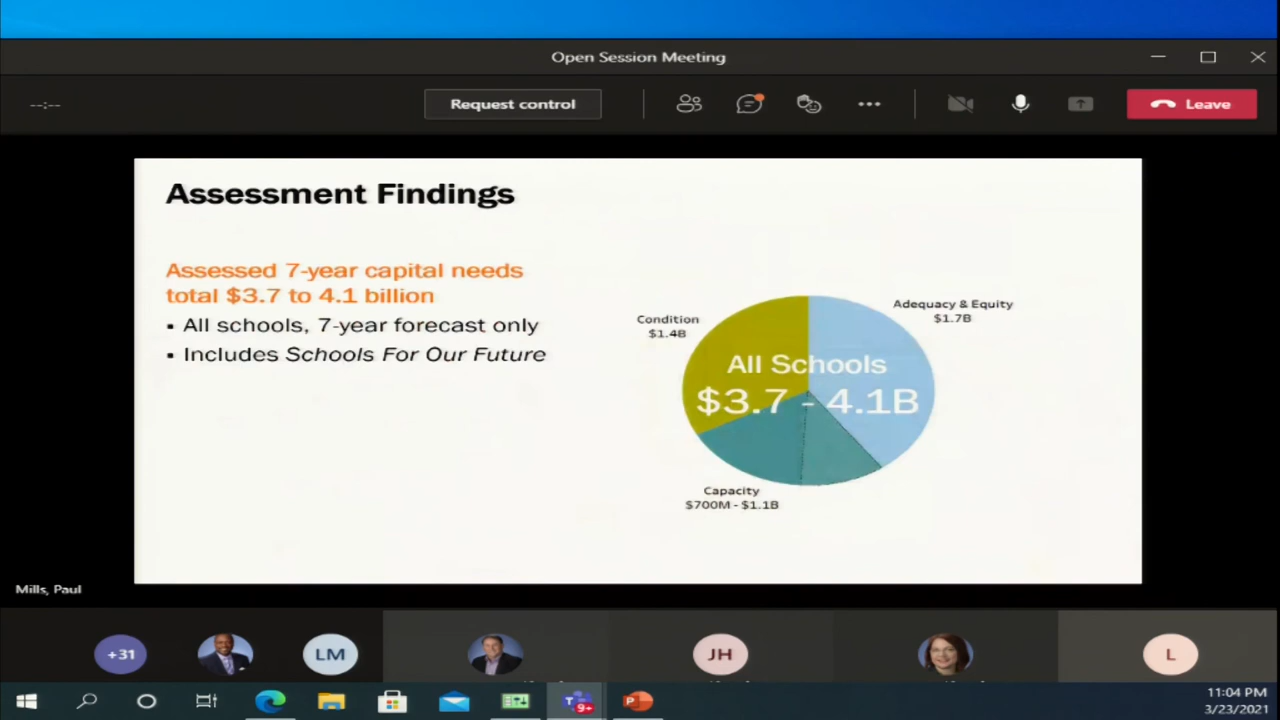 Open Session Meeting
--:--
Request control
Leave
Assessment Findings
Assessed 7-year capital needs
total $3.7 to 4.1 billion
▪ All schools, 7-year forecast only
▪ Includes Schools For Our Future
Condition
$1.4B
Adequacy & Equity
$1.7B
All Schools
$3.7 - 4.1B
Capacity
$700M - $1.1B
Mills, Paul
+31
LM
JH
L
T
9+
P
11:04 PM
3/23/2021